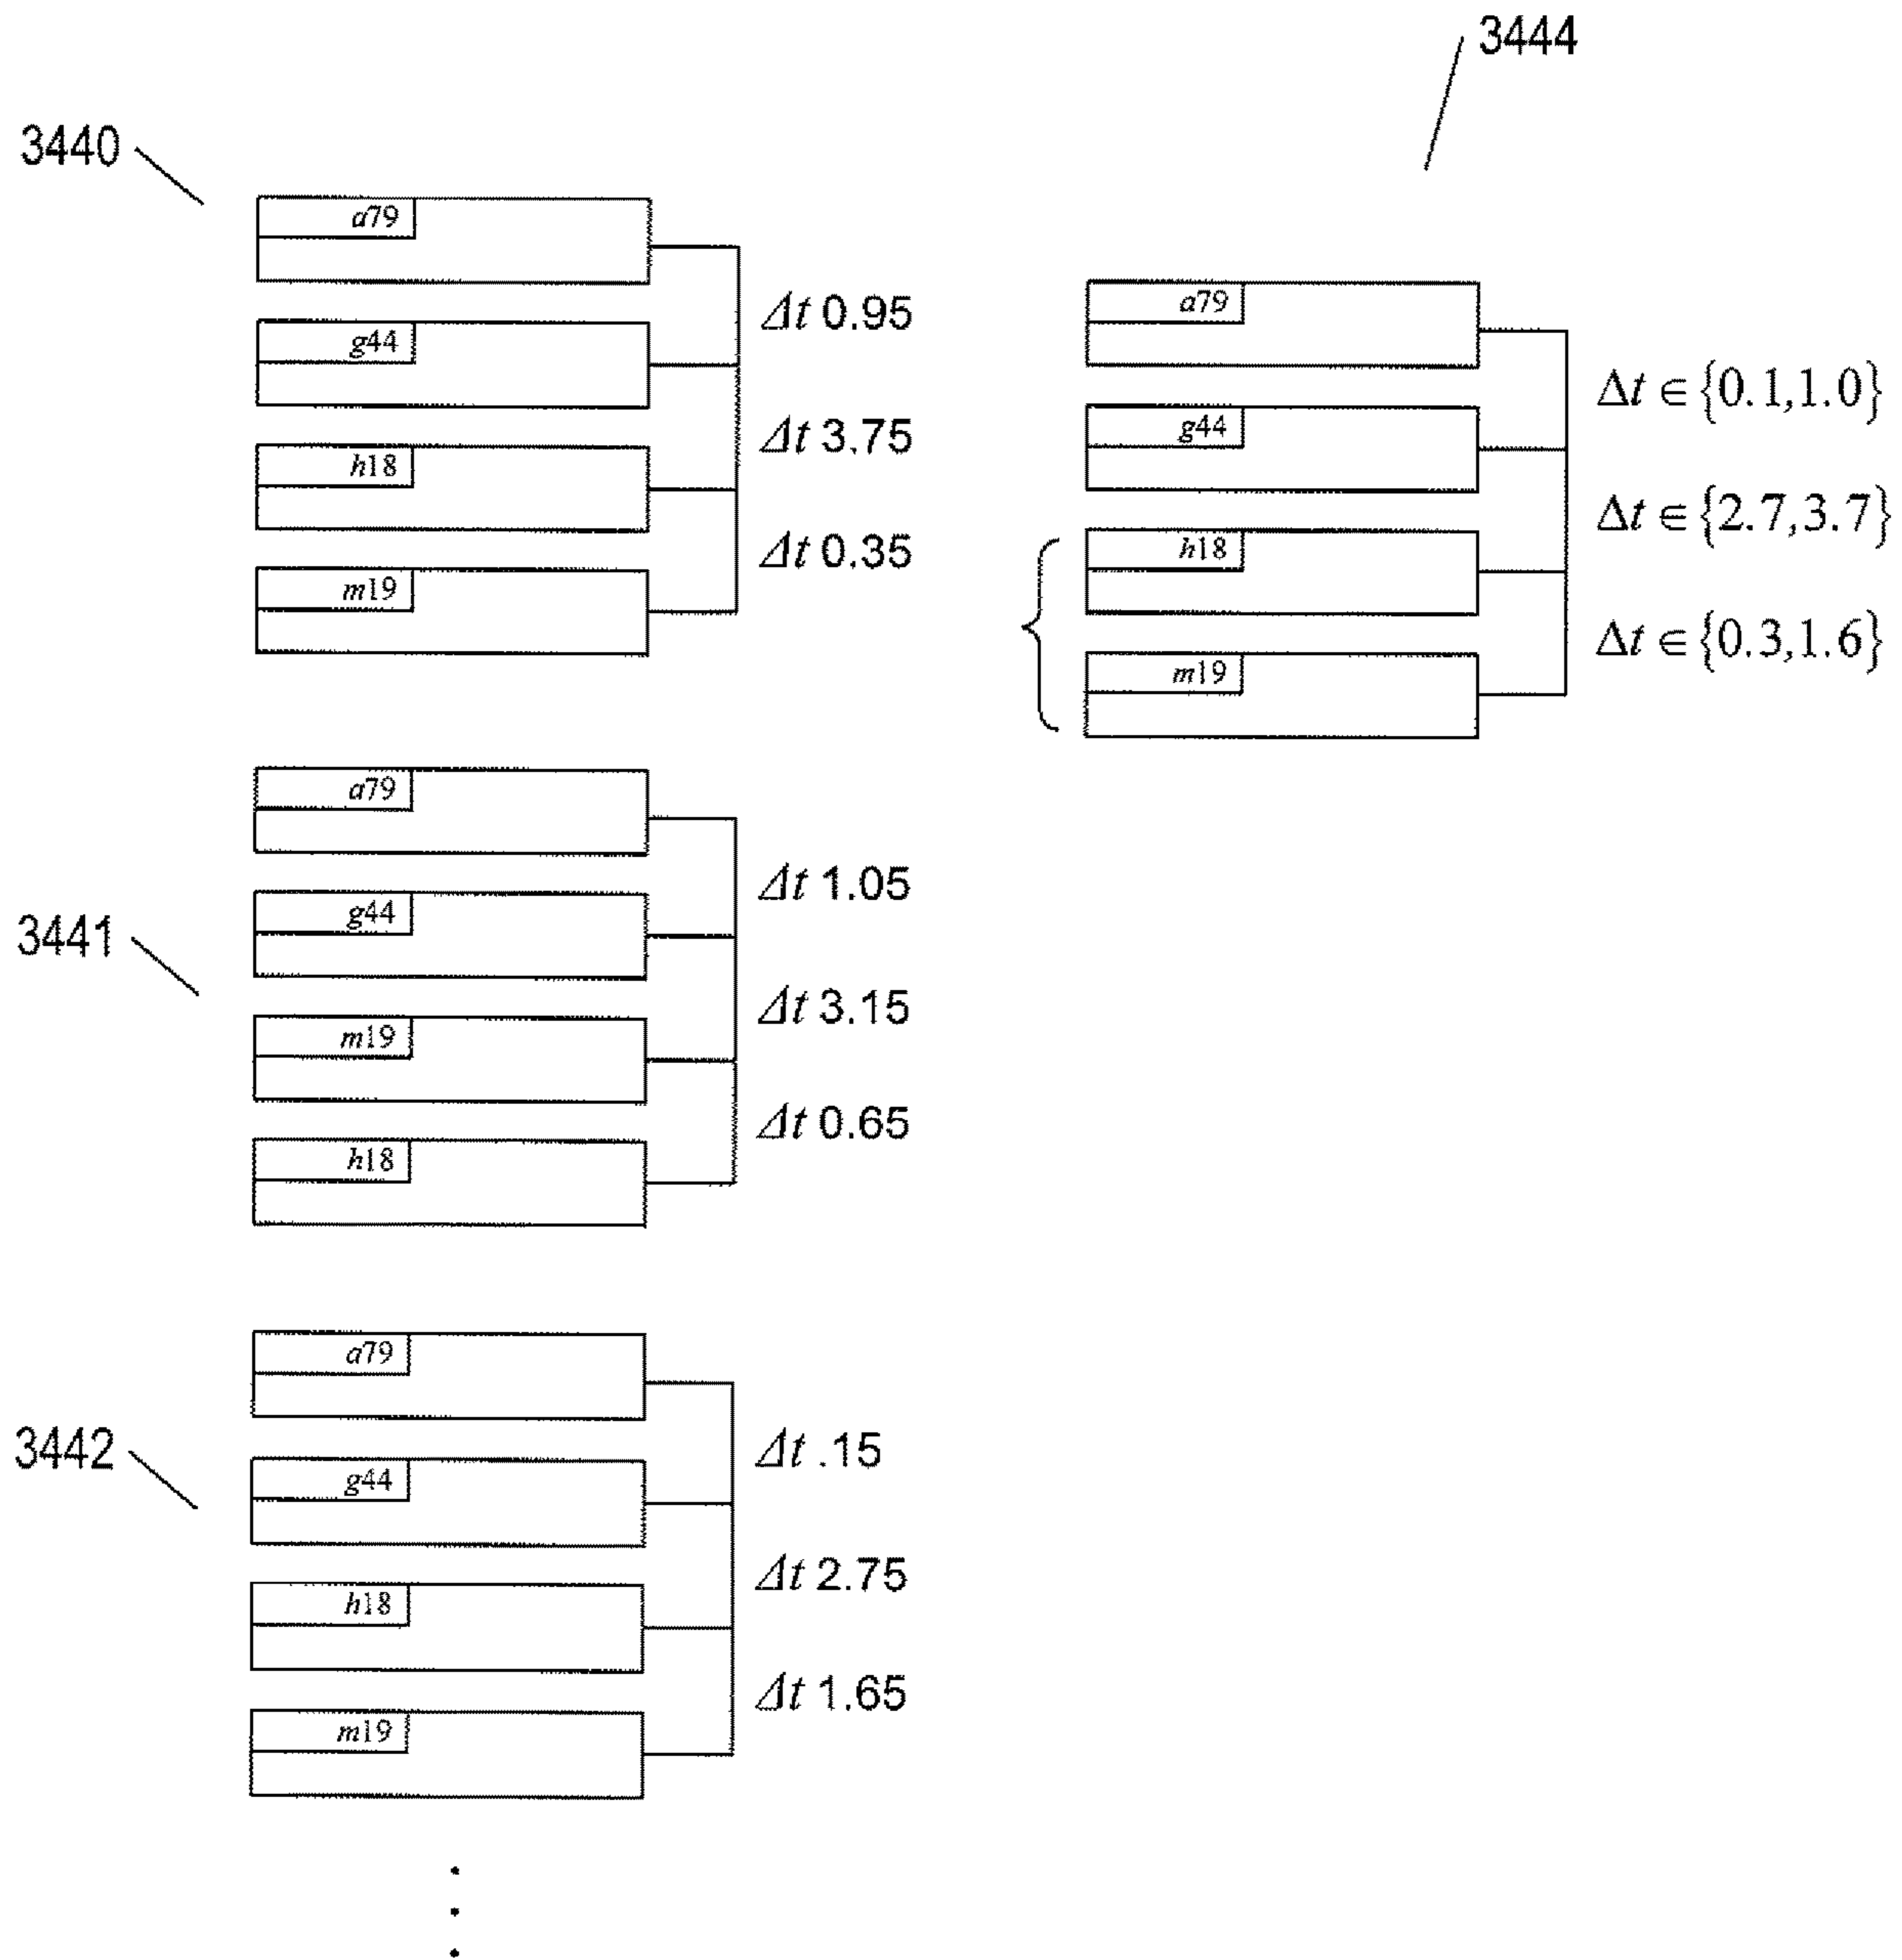 3440
a79
g44
h18
m19
Δt 0.95
Δt 3.75
Δt 0.35
3441
a79
g44
m19
h18
Δt 1.05
Δt 3.15
Δt 0.65
3442
a79
g44
h18
m19
Δt .15
Δt 2.75
Δt 1.65
3444
a79
g44
h18
m19
Δt ∈ {0.1,1.0}
Δt ∈ {2.7,3.7}
Δt ∈ {0.3,1.6}